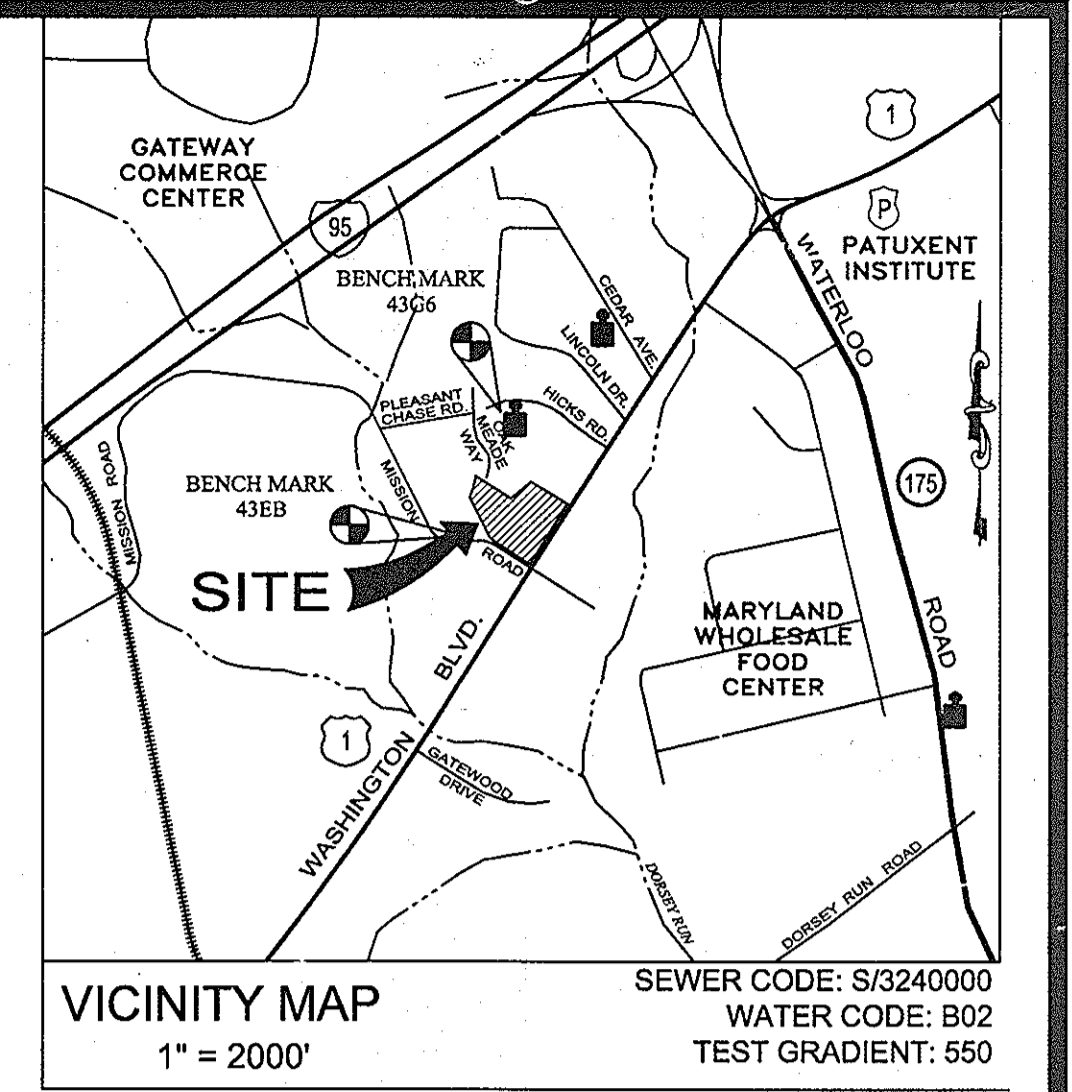 GATEWAY
COMMERCE
CENTER
95
1
P
PATUXENT
INSTITUTE
BENCH MARK
43G6
CEDAR AVE.
LINCOLN DR.
HICKS RD.
WATERLOO
PLEASANT
CHASE RD.
OAK
MEADE
WAY
MISSION ROAD
BENCH MARK
43EB
MISSION
ROAD
175
SITE
MARYLAND
WHOLESALE
FOOD
CENTER
ROAD
WASHINGTON BLVD.
1
GATEWOOD
DRIVE
DORSEY RUN
DORSEY RUN ROAD
VICINITY MAP
1" = 2000'
SEWER CODE: S/3240000
WATER CODE: B02
TEST GRADIENT: 550